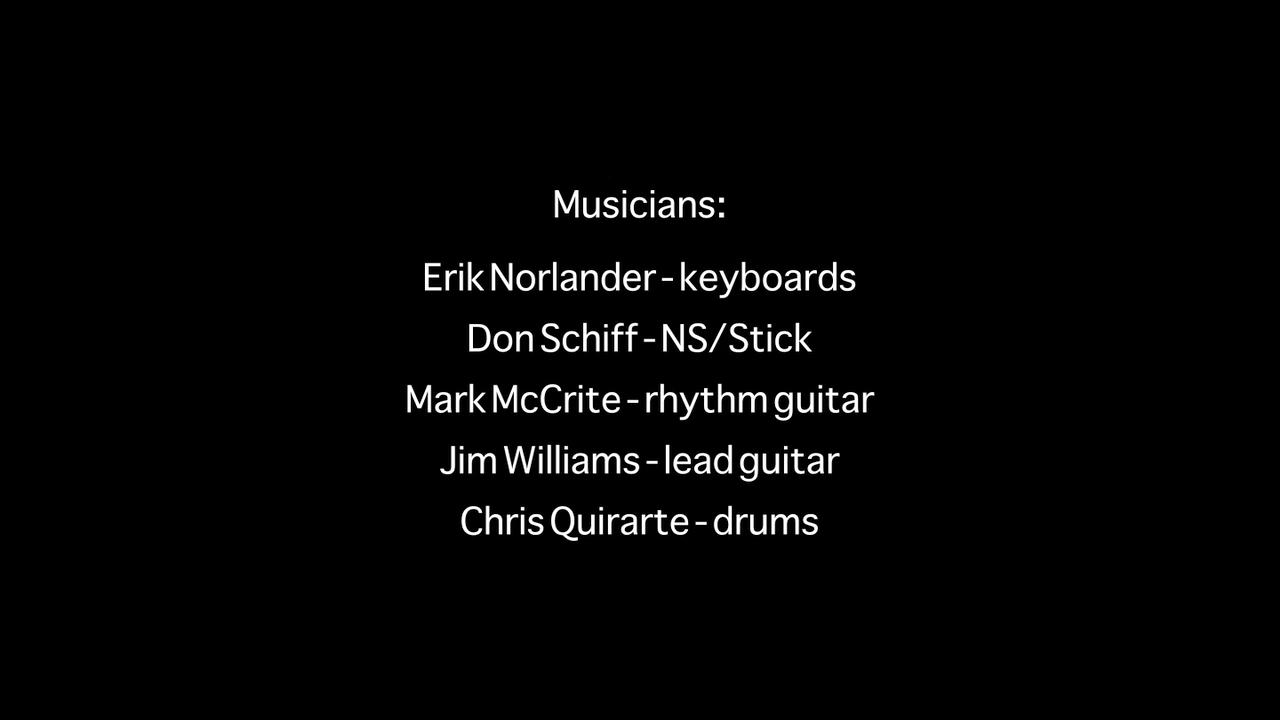 Musicians:
Erik Norlander - keyboards
Don Schiff - NS/Stick
Mark McCrite - rhythm guitar
Jim Williams - lead guitar
Chris Quirarte - drums